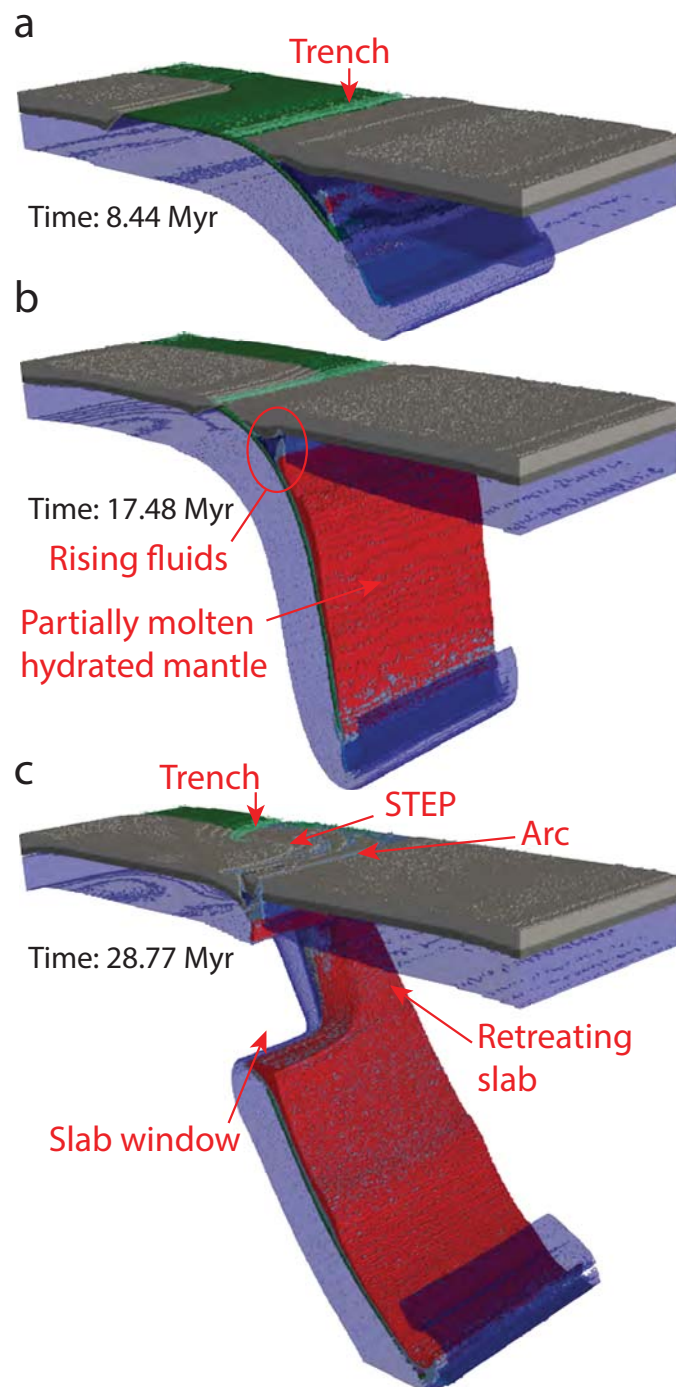 a
Trench
Time: 8.44 Myr
b
Time: 17.48 Myr
Rising fluids
Partially molten
hydrated mantle
c
Trench
STEP
Arc
Time: 28.77 Myr
Retreating
slab
Slab window